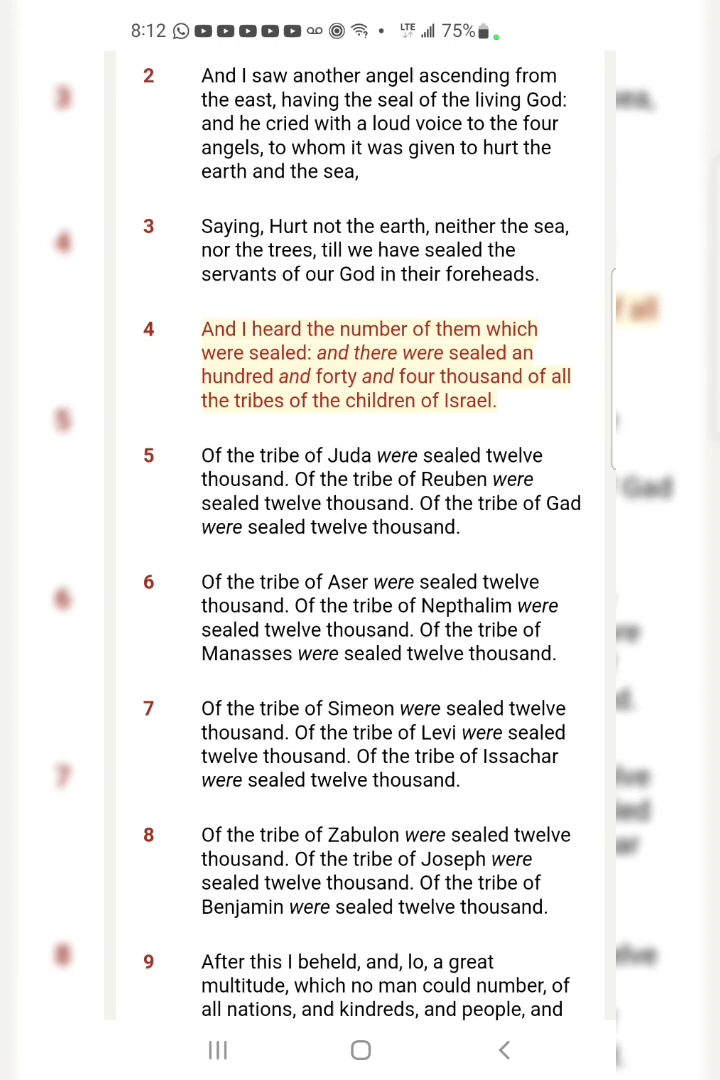 8:12 LTE 75%
2 And I saw another angel ascending from
the east, having the seal of the living God:
and he cried with a loud voice to the four
angels, to whom it was given to hurt the
earth and the sea,
3 Saying, Hurt not the earth, neither the sea,
nor the trees, till we have sealed the
servants of our God in their foreheads.
4 And I heard the number of them which
were sealed: and there were sealed an
hundred and forty and four thousand of all
the tribes of the children of Israel.
5 Of the tribe of Juda were sealed twelve
thousand. Of the tribe of Reuben were
sealed twelve thousand. Of the tribe of Gad
were sealed twelve thousand.
6 Of the tribe of Aser were sealed twelve
thousand. Of the tribe of Nepthalim were
sealed twelve thousand. Of the tribe of
Manasses were sealed twelve thousand.
7 Of the tribe of Simeon were sealed twelve
thousand. Of the tribe of Levi were sealed
twelve thousand. Of the tribe of Issachar
were sealed twelve thousand.
8 Of the tribe of Zabulon were sealed twelve
thousand. Of the tribe of Joseph were
sealed twelve thousand. Of the tribe of
Benjamin were sealed twelve thousand.
9 After this I beheld, and, lo, a great
multitude, which no man could number, of
all nations, and kindreds, and people, and